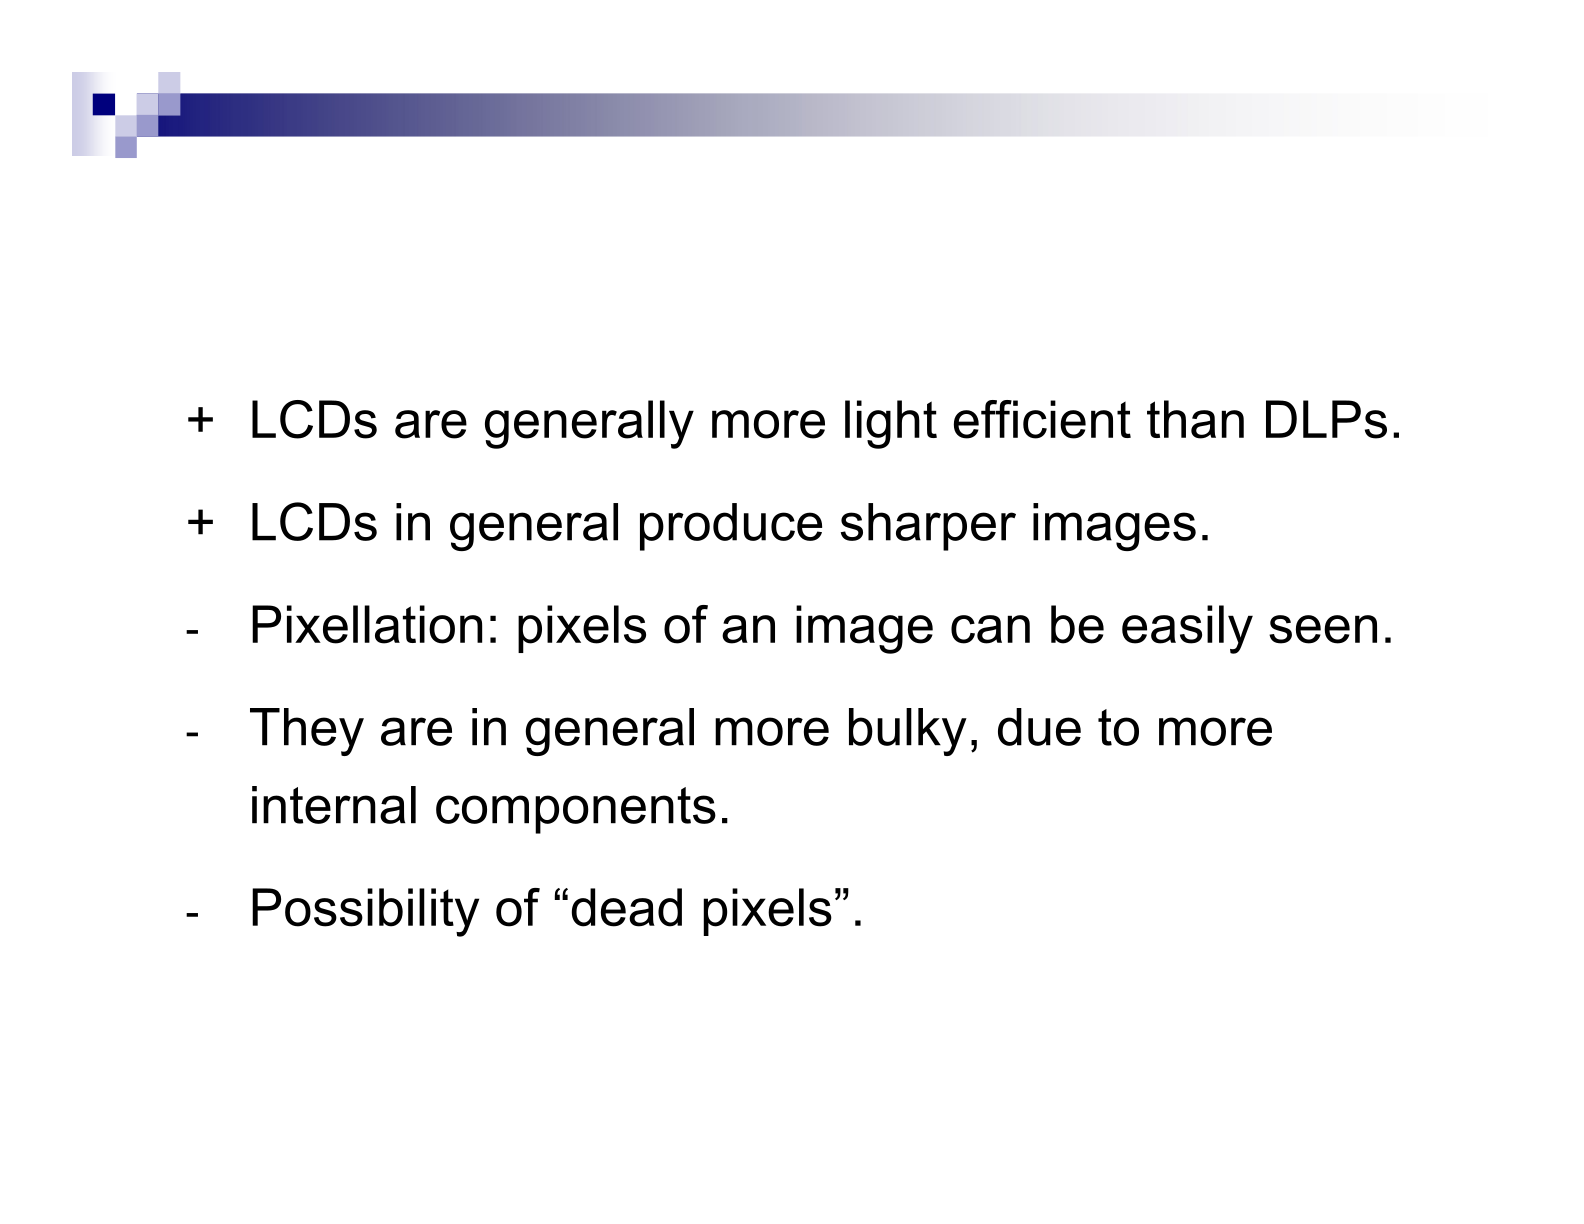 + LCDs are generally more light efficient than DLPs.
+ LCDs in general produce sharper images.
- Pixellation: pixels of an image can be easily seen.
- They are in general more bulky, due to more
internal components.
- Possibility of “dead pixels”.